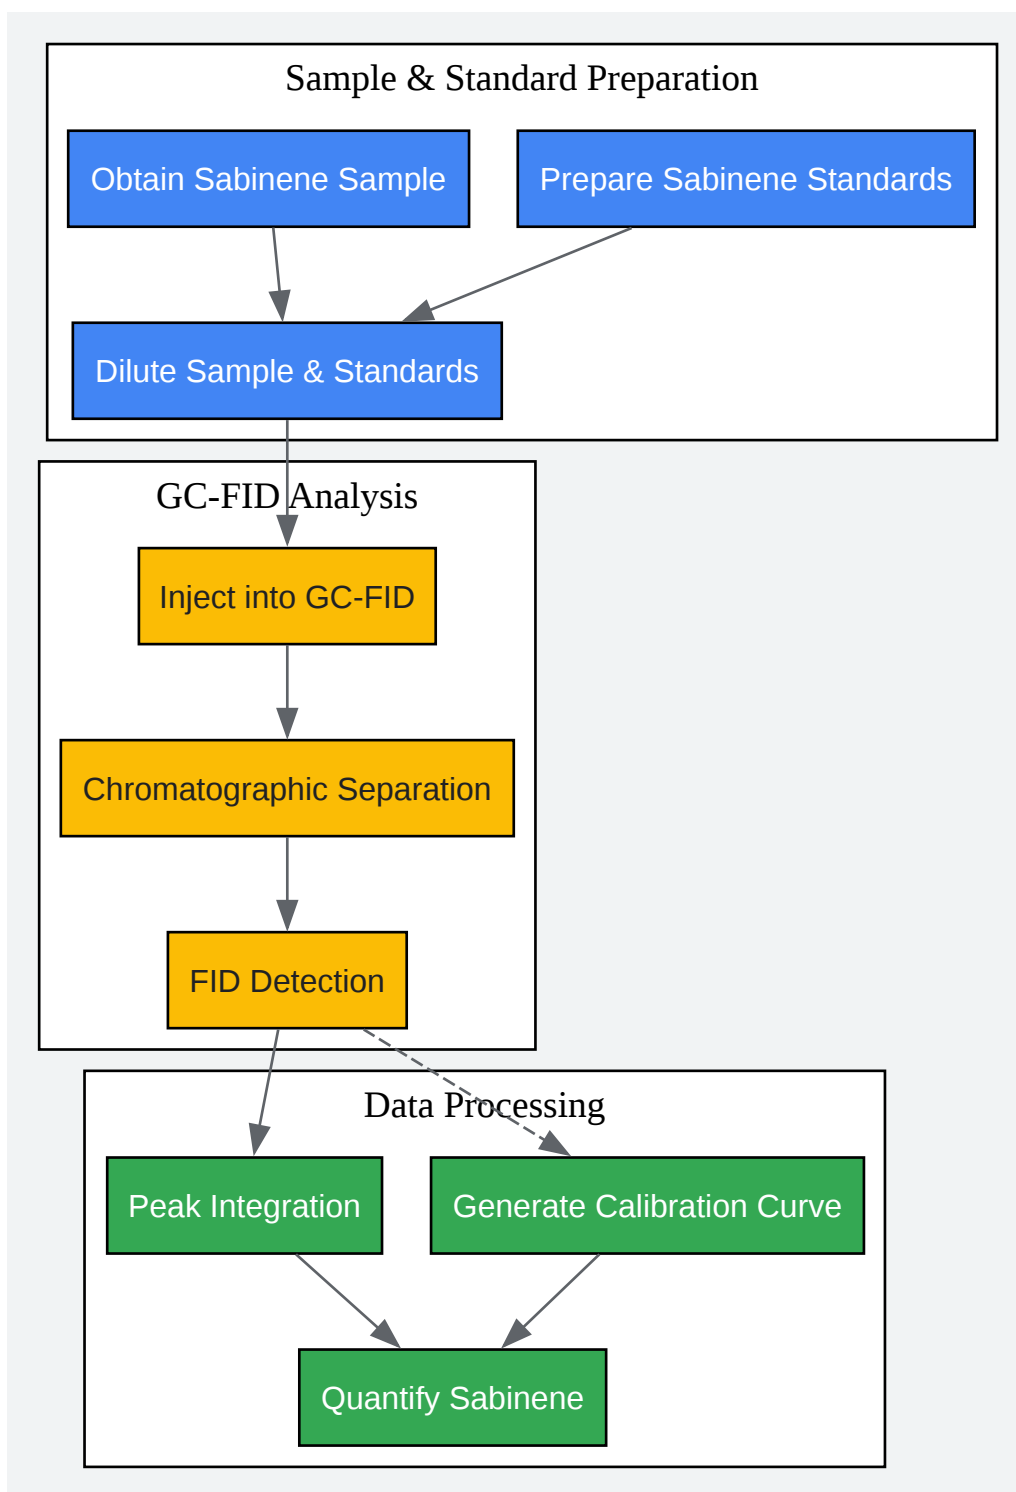 Sample & Standard Preparation
Obtain Sabinene Sample
Prepare Sabinene Standards
Dilute Sample & Standards
GC-FID Analysis
Inject into GC-FID
Chromatographic Separation
FID Detection
Data Processing
Peak Integration
Generate Calibration Curve
Quantify Sabinene